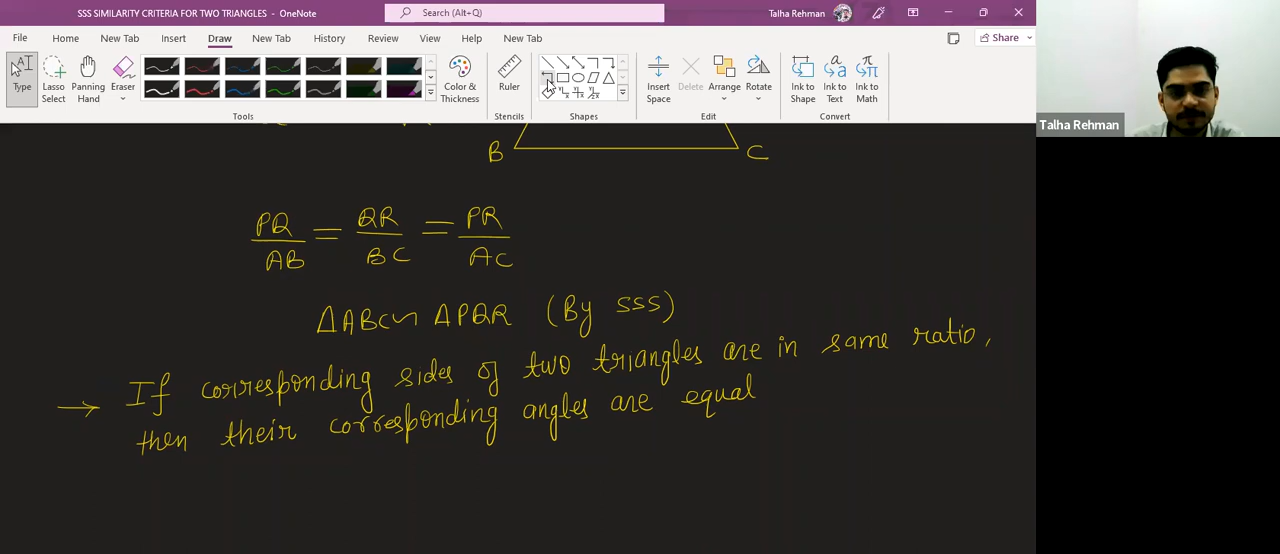 SSS SIMILARITY CRITERIA FOR TWO TRIANGLES - OneNote
Search (Alt+Q)
Talha Rehman
File Home New Tab Insert Draw New Tab History Review View Help New Tab
Share
Type
Lasso Select
Panning Hand
Eraser
Color & Thickness
Ruler
Insert Space
Delete
Arrange
Rotate
Ink to Shape
Ink to Text
Ink to Math
Tools
Stencils
Shapes
Edit
Convert
Talha Rehman
B C
PQ/AB = QR/BC = PR/AC
ΔABC ~ ΔPQR (By SSS)
→ If corresponding sides of two triangles are in same ratio,
then their corresponding angles are equal